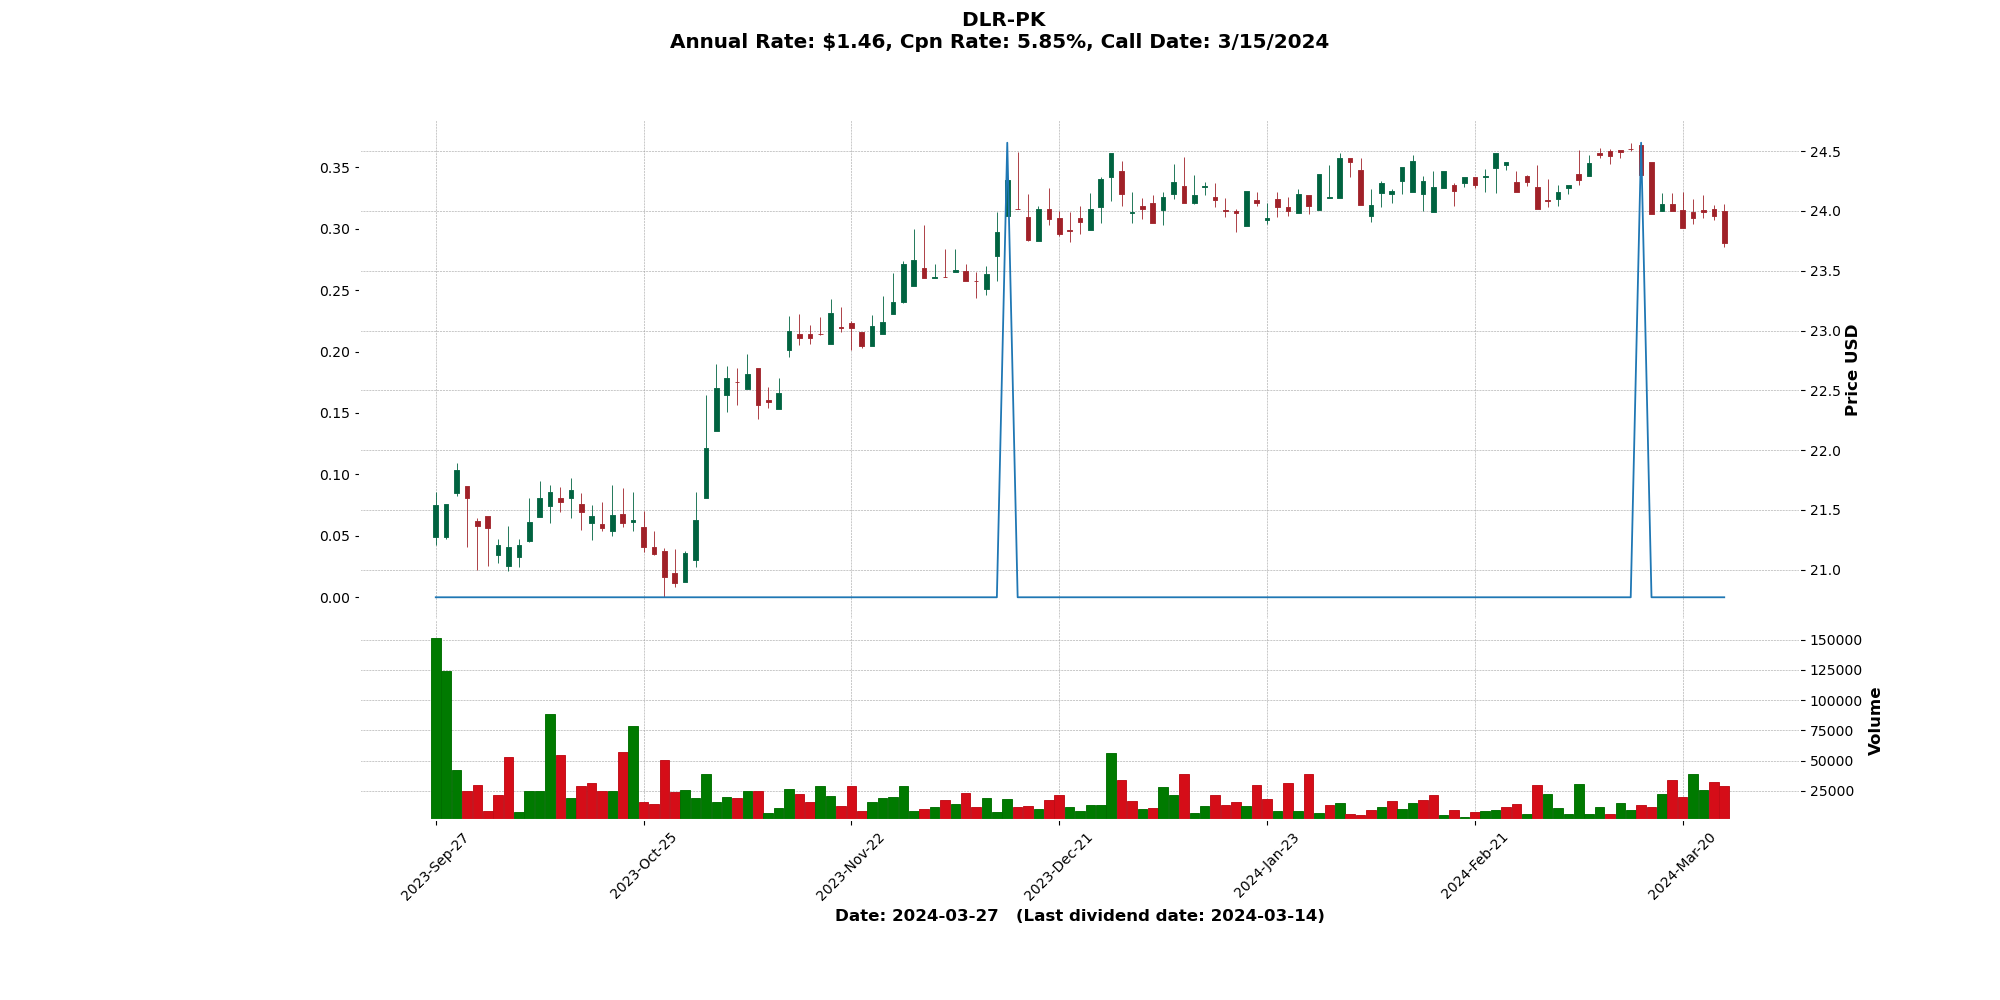 DLR-PK
Annual Rate: $1.46, Cpn Rate: 5.85%, Call Date: 3/15/2024
0.35
0.30
0.25
0.20
0.15
0.10
0.05
0.00
24.5
24.0
23.5
23.0
22.5
22.0
21.5
21.0
Price USD
150000
125000
100000
75000
50000
25000
Volume
2023-Sep-27
2023-Oct-25
2023-Nov-22
2023-Dec-21
2024-Jan-23
2024-Feb-21
2024-Mar-20
Date: 2024-03-27 (Last dividend date: 2024-03-14)